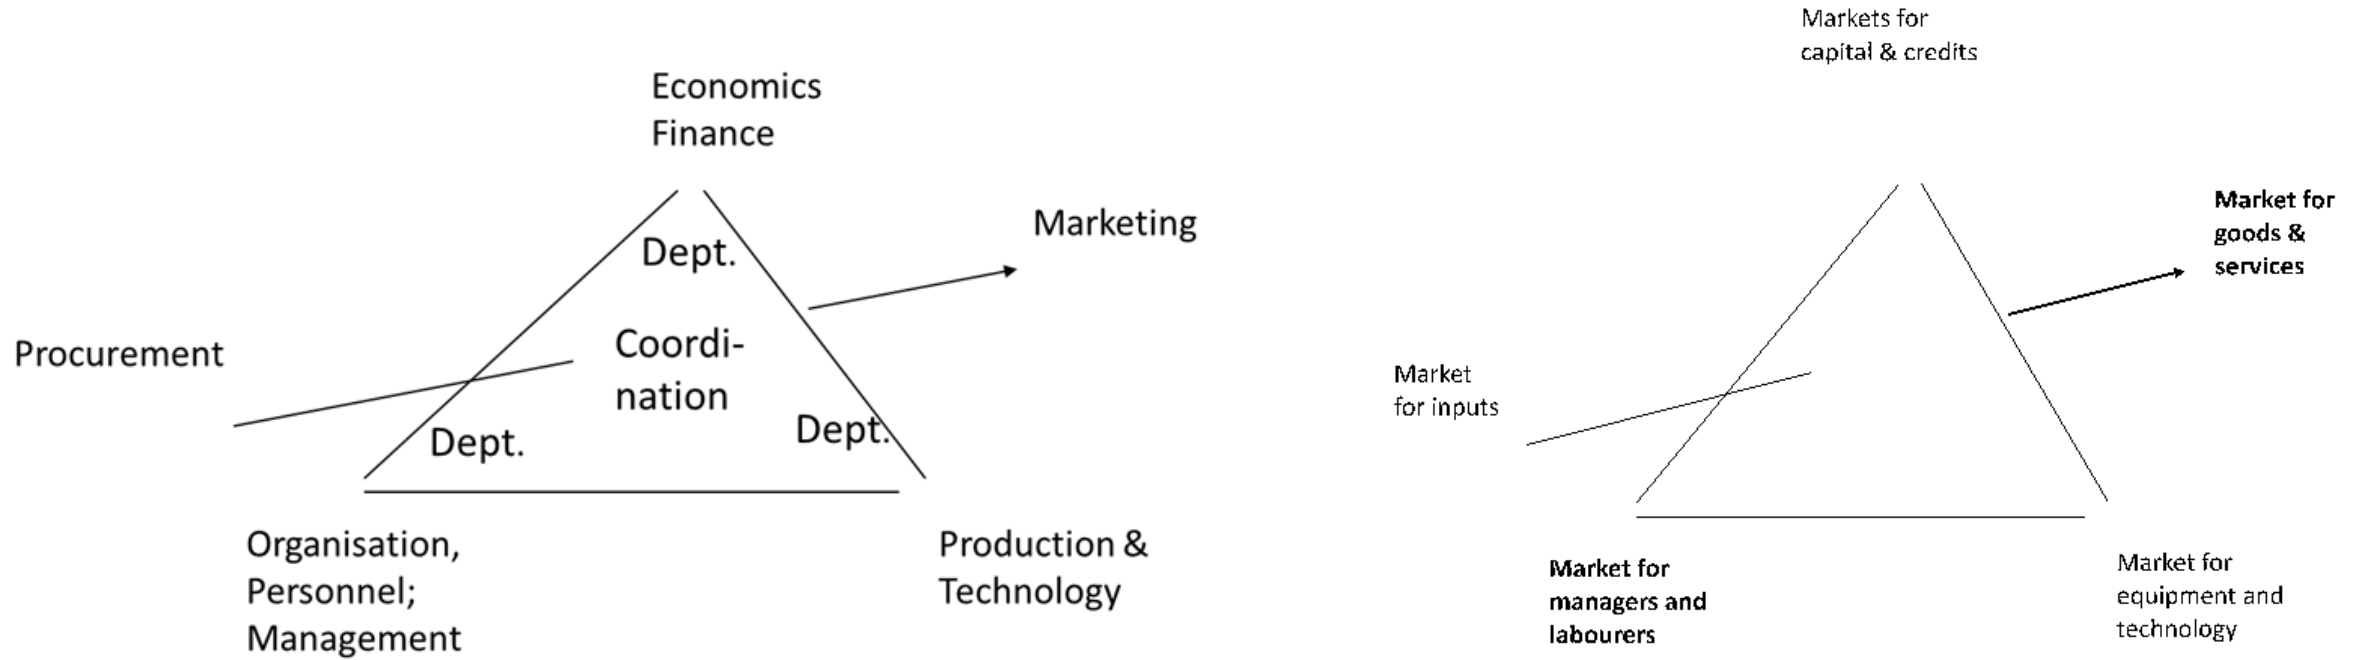 Economics
Finance
Marketing
Dept.
Coordi-
nation
Procurement
Dept.
Dept.
Organisation,
Personnel;
Management
Production &
Technology
Markets for
capital & credits
Market for
goods &
services
Market
for inputs
Market for
managers and
labourers
Market for
equipment and
technology